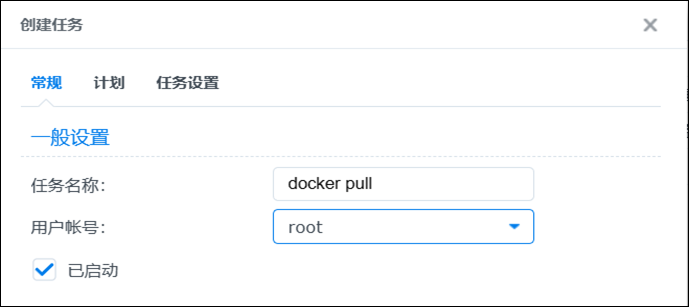 创建任务
常规 计划 任务设置
一般设置
任务名称: docker pull
用户帐号: root
已启动